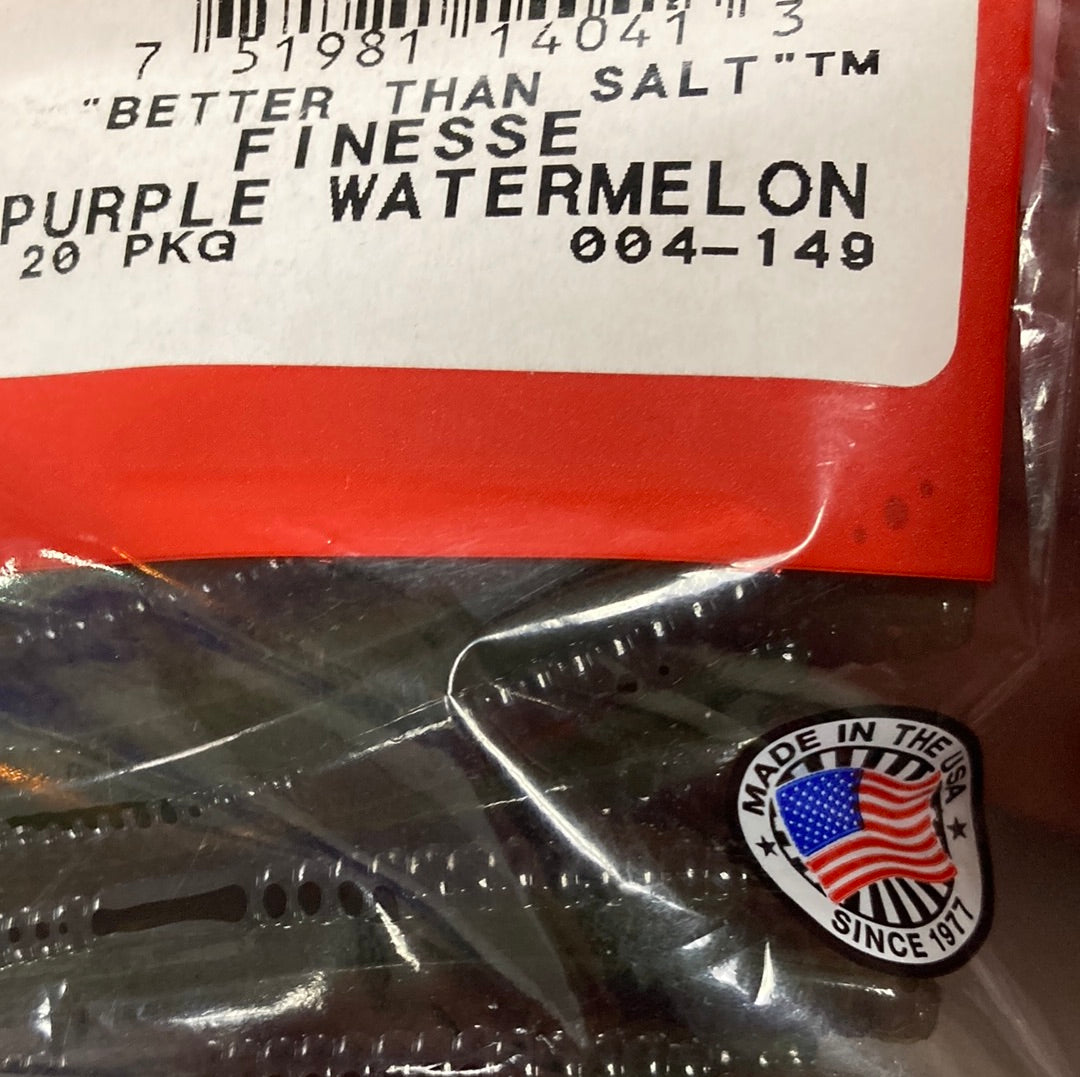 7 51981 14041 3
"BETTER THAN SALT"™
FINESSE
PURPLE WATERMELON
20 PKG 004-149
MADE IN THE USA
SINCE 1977